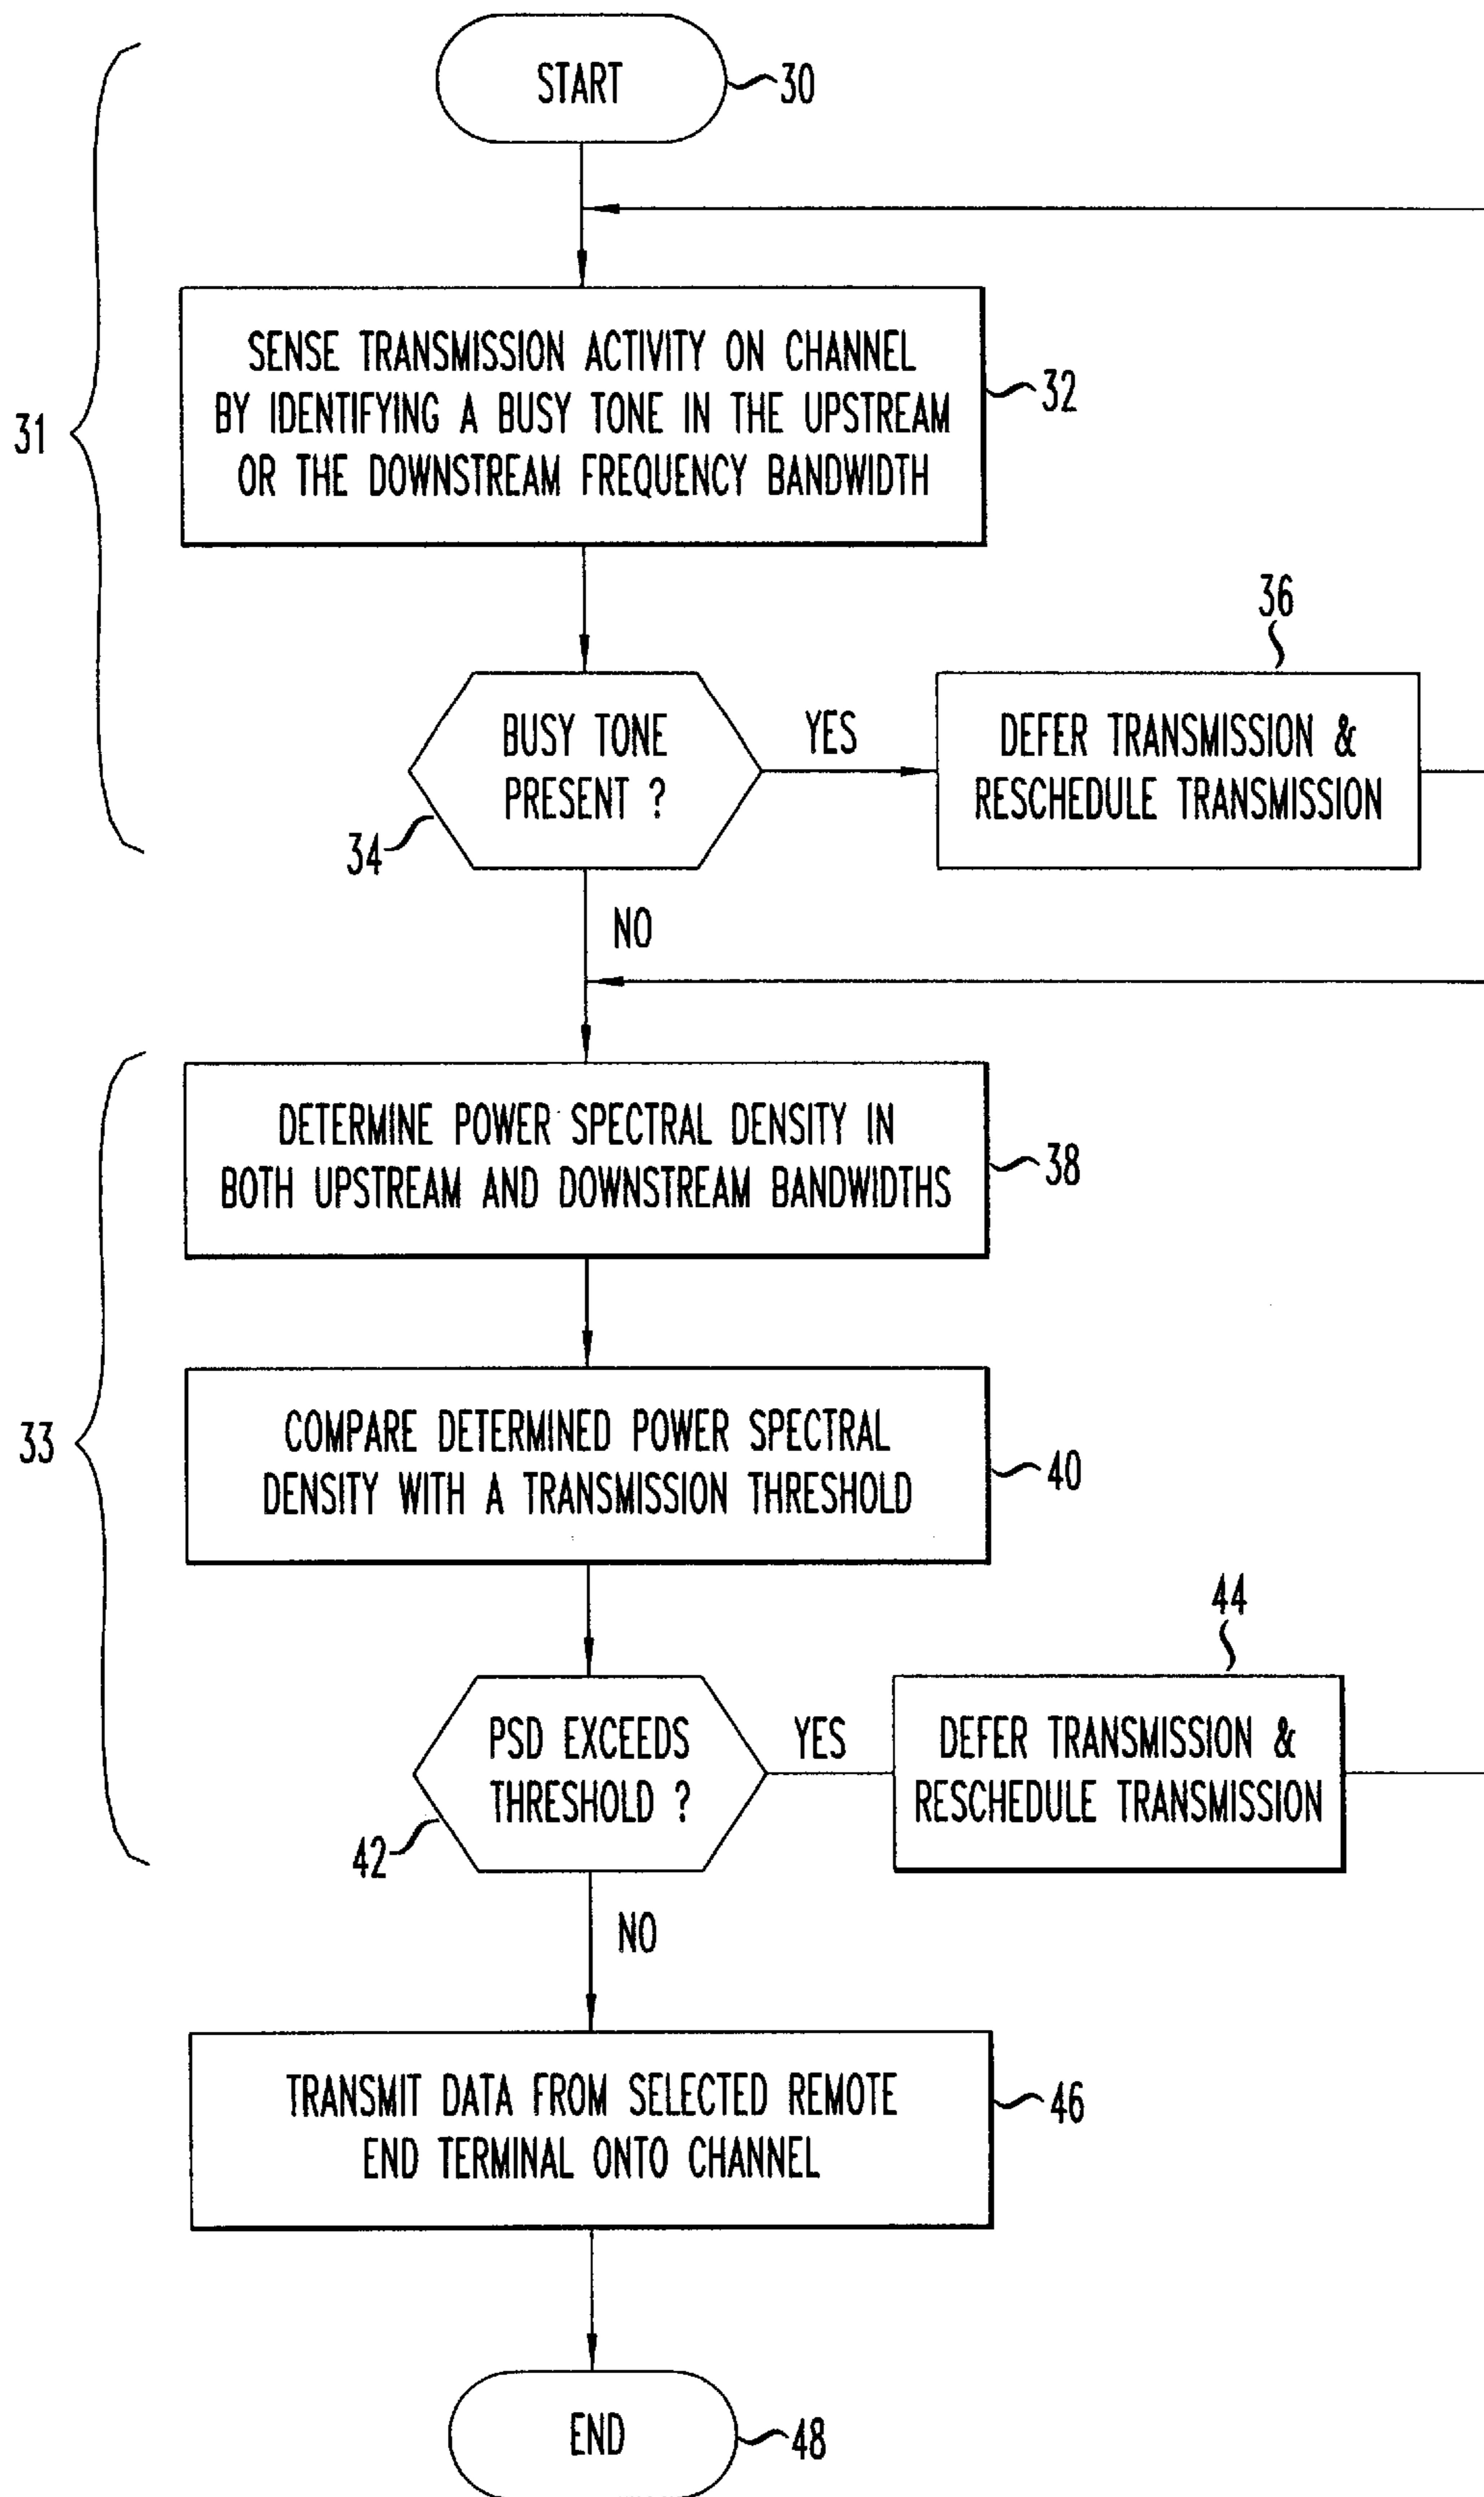 START
30
31
SENSE TRANSMISSION ACTIVITY ON CHANNEL
BY IDENTIFYING A BUSY TONE IN THE UPSTREAM
OR THE DOWNSTREAM FREQUENCY BANDWIDTH
32
36
BUSY TONE
PRESENT ?
YES
DEFER TRANSMISSION &
RESCHEDULE TRANSMISSION
34
NO
DETERMINE POWER SPECTRAL DENSITY IN
BOTH UPSTREAM AND DOWNSTREAM BANDWIDTHS
38
33
COMPARE DETERMINED POWER SPECTRAL
DENSITY WITH A TRANSMISSION THRESHOLD
40
44
PSD EXCEEDS
THRESHOLD ?
YES
DEFER TRANSMISSION &
RESCHEDULE TRANSMISSION
42
NO
TRANSMIT DATA FROM SELECTED REMOTE
END TERMINAL ONTO CHANNEL
46
END
48